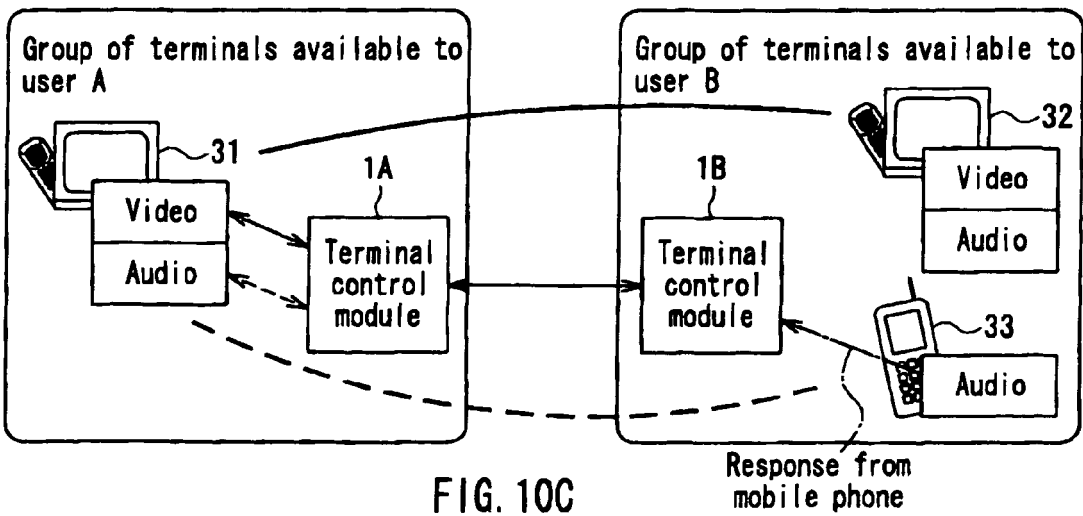 Group of terminals available to
user A
31
Video
Audio
1A
Terminal
control
module
Group of terminals available to
user B
32
Video
Audio
1B
Terminal
control
module
33
Audio
Response from
mobile phone
FIG. 10C